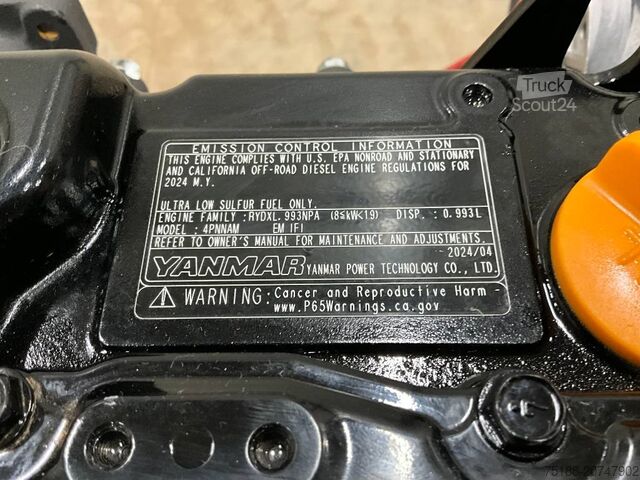 Truck
Scout24
EMISSION CONTROL INFORMATION
THIS ENGINE COMPLIES WITH U.S. EPA NONROAD AND STATIONARY
AND CALIFORNIA OFF-ROAD DIESEL ENGINE REGULATIONS FOR
2024 M.Y.
ULTRA LOW SULFUR FUEL ONLY.
ENGINE FAMILY :RYDXL.993NPA (8≤kW<19) DISP. : 0.993L
MODEL : 4PNNAM EM IFI
REFER TO OWNER'S MANUAL FOR MAINTENANCE AND ADJUSTMENTS.
2024/04
YANMAR YANMAR POWER TECHNOLOGY CO., LTD.
WARNING: Cancer and Reproductive Harm -
www.P65Warnings.ca.gov
75186-20747902